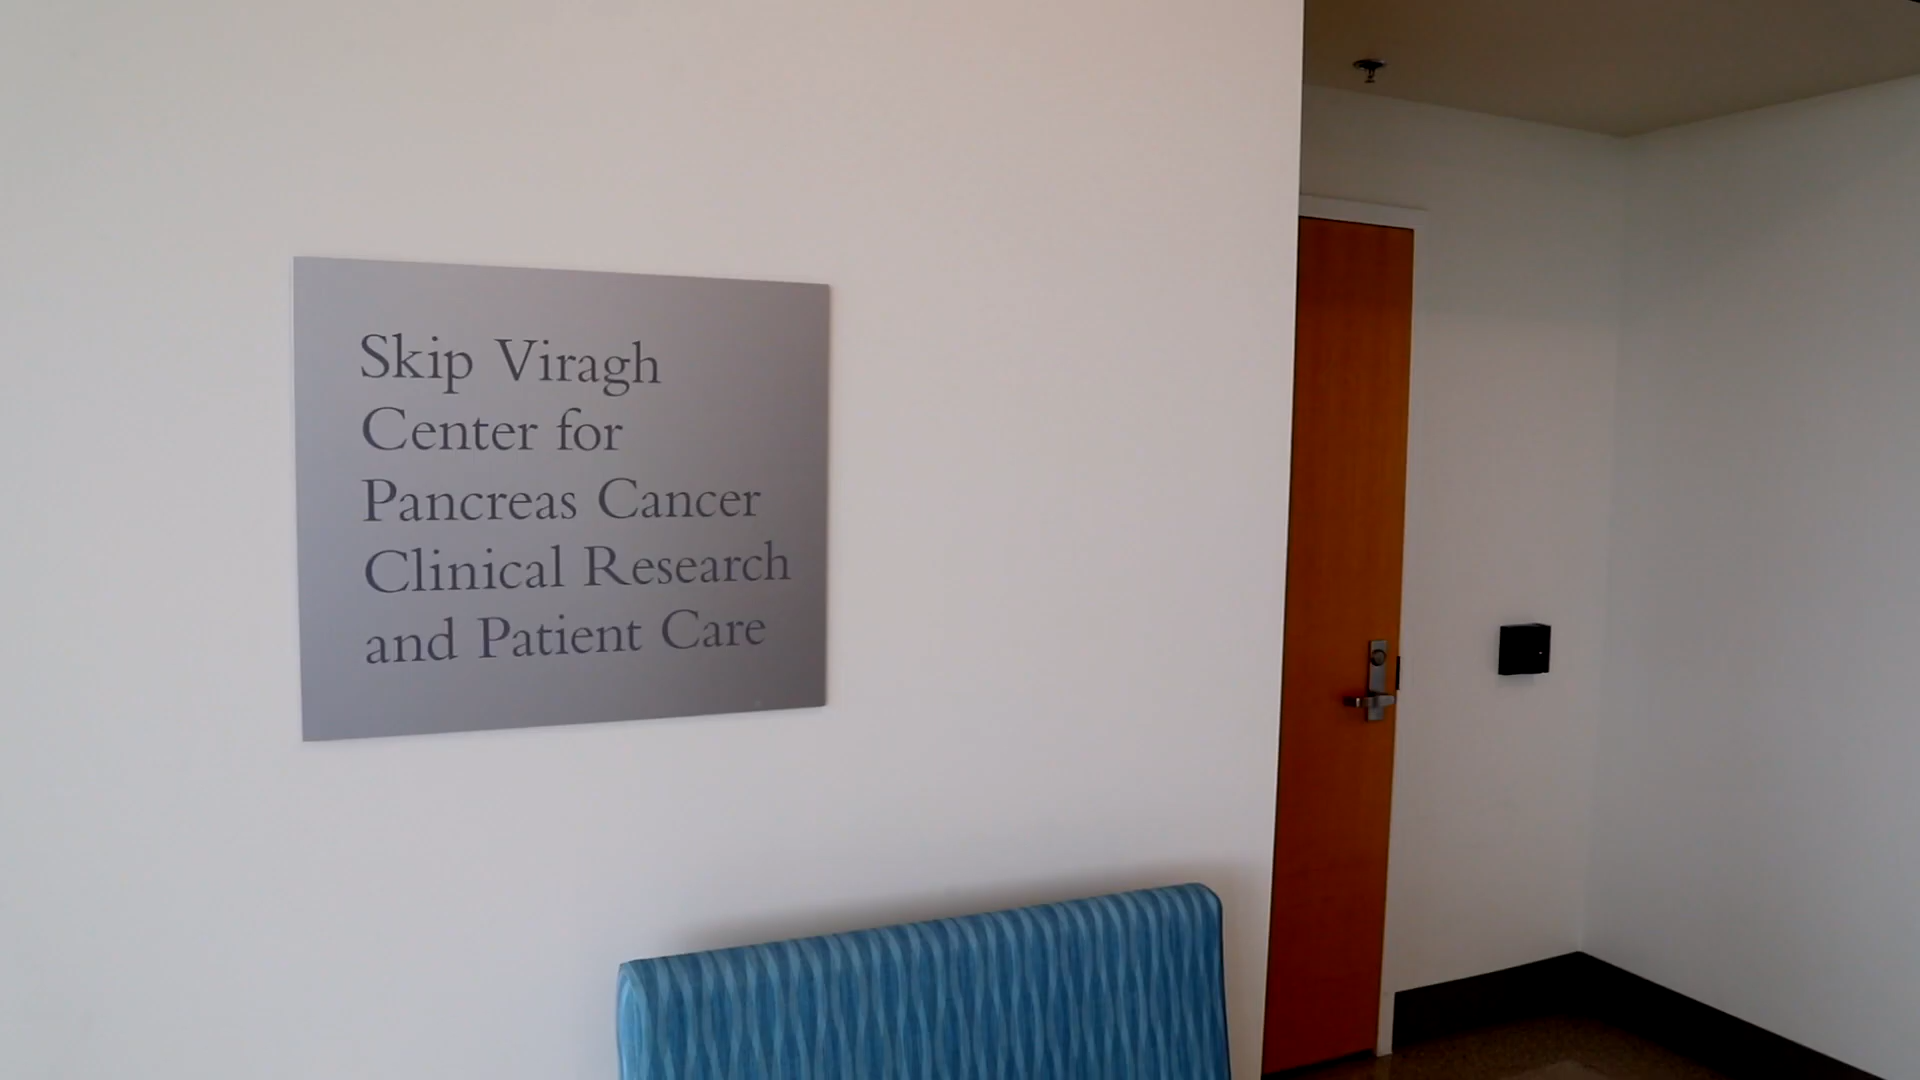 Skip Viragh
Center for
Pancreas Cancer
Clinical Research
and Patient Care